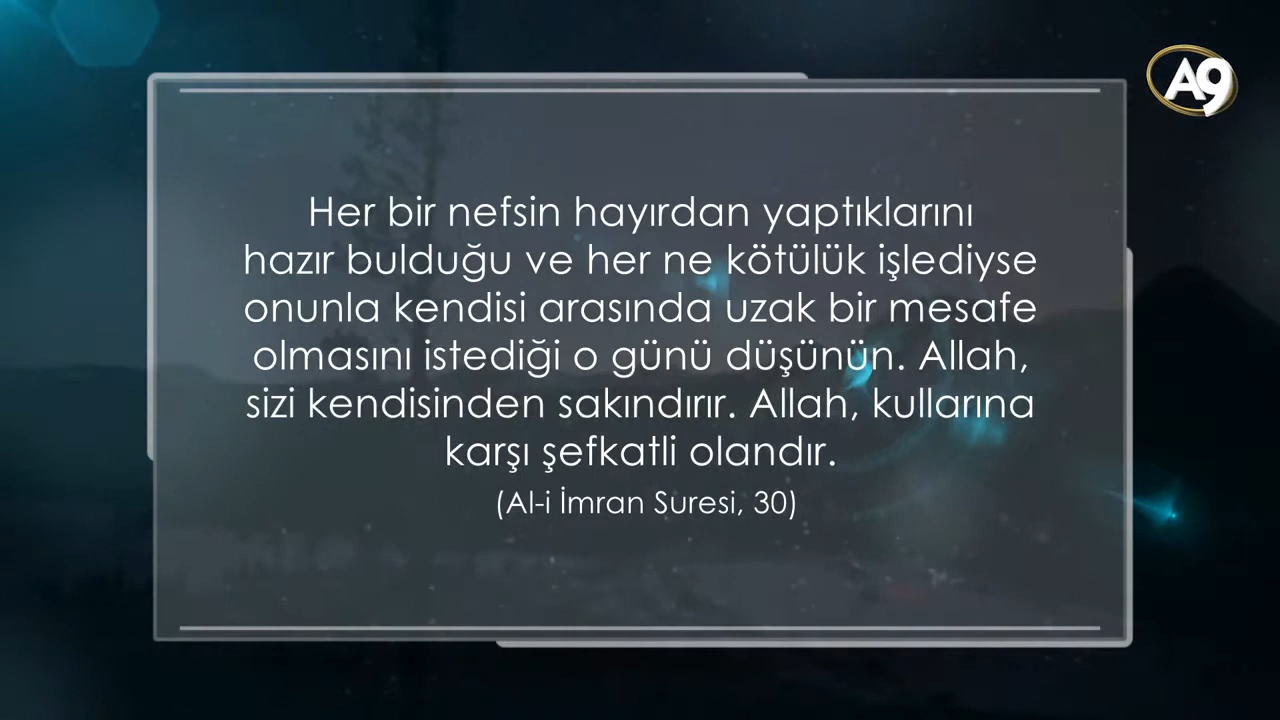 A9
Her bir nefsin hayırdan yaptıklarını
hazır bulduğu ve her ne kötülük işlediyse
onunla kendisi arasında uzak bir mesafe
olmasını istediği o günü düşünün. Allah,
sizi kendisinden sakındırır. Allah, kullarına
karşı şefkatli olandır.
(Al-i İmran Suresi, 30)